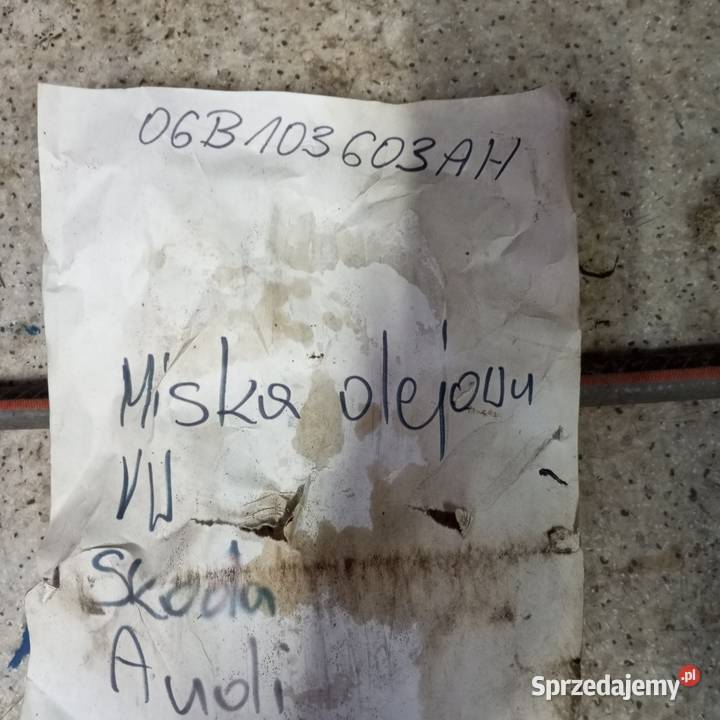 06B103603AH
Miska olejowa
VW
Skoda
Audi
Sprzedajemy.pl